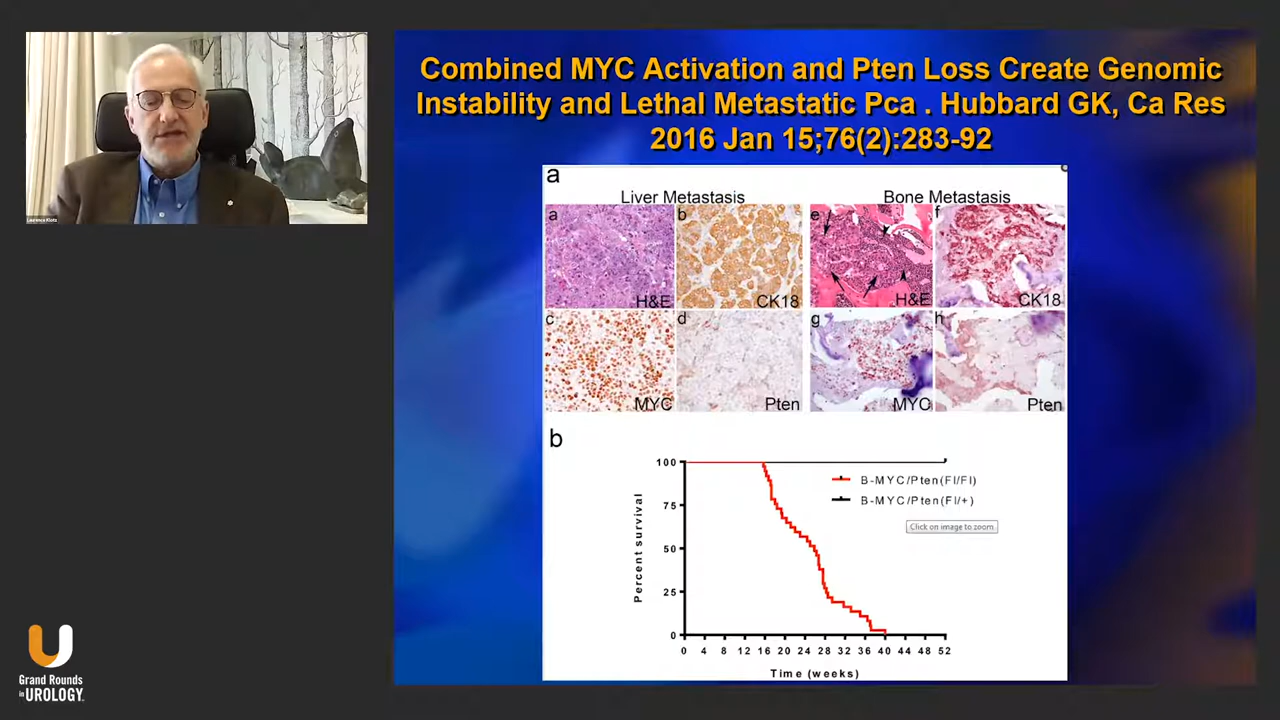 Combined MYC Activation and Pten Loss Create Genomic
Instability and Lethal Metastatic Pca . Hubbard GK, Ca Res
2016 Jan 15;76(2):283-92
Laurence Klotz
a
Liver Metastasis
Bone Metastasis
a
b
e
f
H&E
CK18
H&E
CK18
c
d
g
h
MYC
Pten
MYC
Pten
b
100
75
50
25
0
Percent survival
B-MYC/Pten(Fl/Fl)
B-MYC/Pten(Fl/+)
Click on image to zoom
0 4 8 12 16 20 24 28 32 36 40 44 48 52
Time (weeks)
Grand Rounds
in UROLOGY